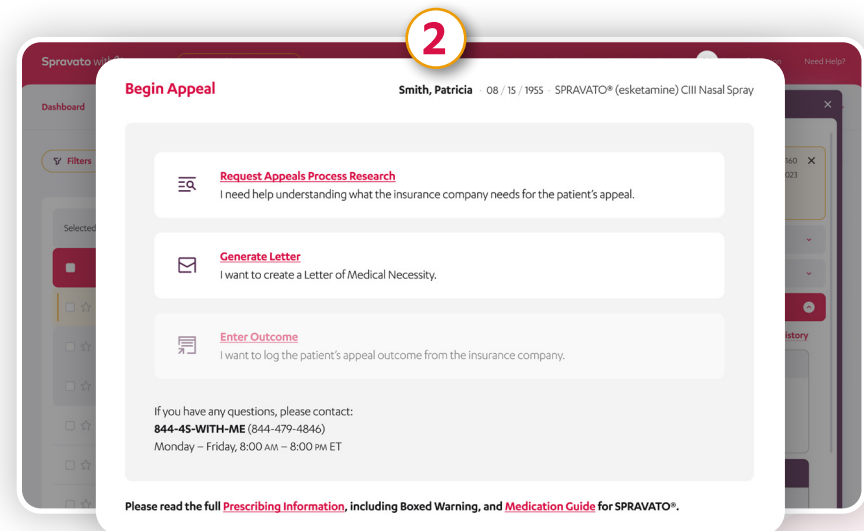 2
Spravato
Need Help?
Begin Appeal
Smith, Patricia · 08 / 15 / 1955 · SPRAVATO® (esketamine) CIII Nasal Spray
Dashboard
Filters
160
023
Request Appeals Process Research
I need help understanding what the insurance company needs for the patient's appeal.
Selected
Generate Letter
I want to create a Letter of Medical Necessity.
Enter Outcome
I want to log the patient's appeal outcome from the insurance company.
istory
If you have any questions, please contact:
844-4S-WITH-ME (844-479-4846)
Monday – Friday, 8:00 AM – 8:00 PM ET
Please read the full Prescribing Information, including Boxed Warning, and Medication Guide for SPRAVATO®.